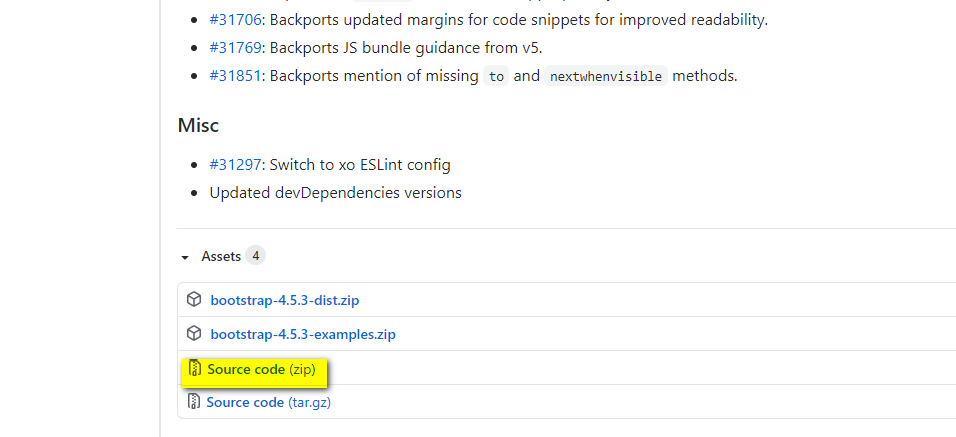 #31706: Backports updated margins for code snippets for improved readability.
#31769: Backports JS bundle guidance from v5.
#31851: Backports mention of missing to and nextwhenvisible methods.
Misc
#31297: Switch to xo ESLint config
Updated devDependencies versions
Assets 4
bootstrap-4.5.3-dist.zip
bootstrap-4.5.3-examples.zip
Source code (zip)
Source code (tar.gz)